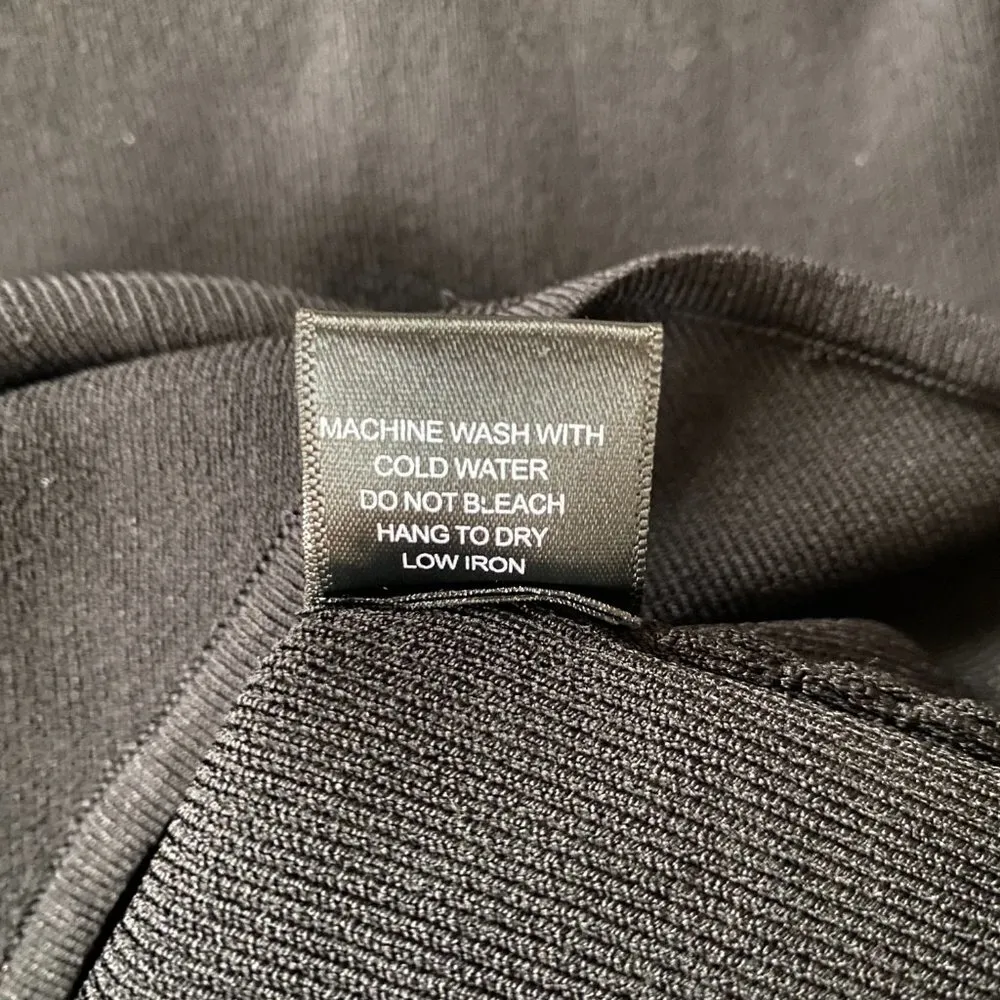 MACHINE WASH WITH
COLD WATER
DO NOT BLEACH
HANG TO DRY
LOW IRON